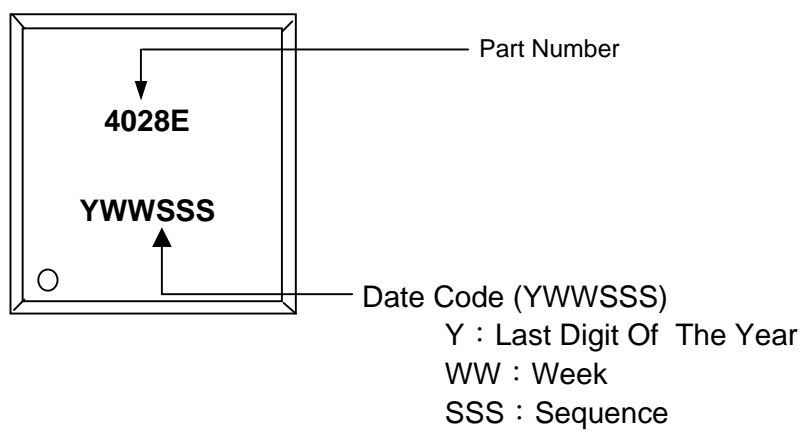 Part Number
4028E
YWWSSS
Date Code (YWWSSS)
Y：Last Digit Of The Year
WW：Week
SSS：Sequence